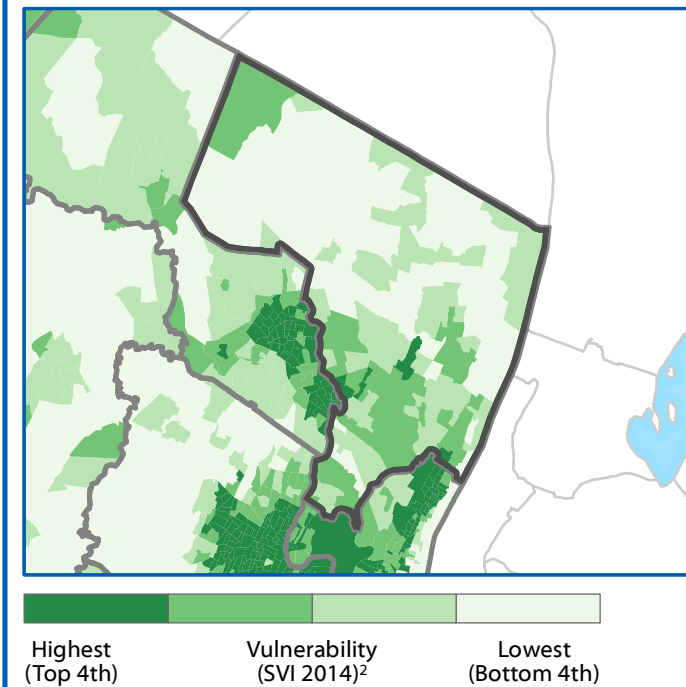 Highest
(Top 4th)
Vulnerability
(SVI 2014)²
Lowest
(Bottom 4th)